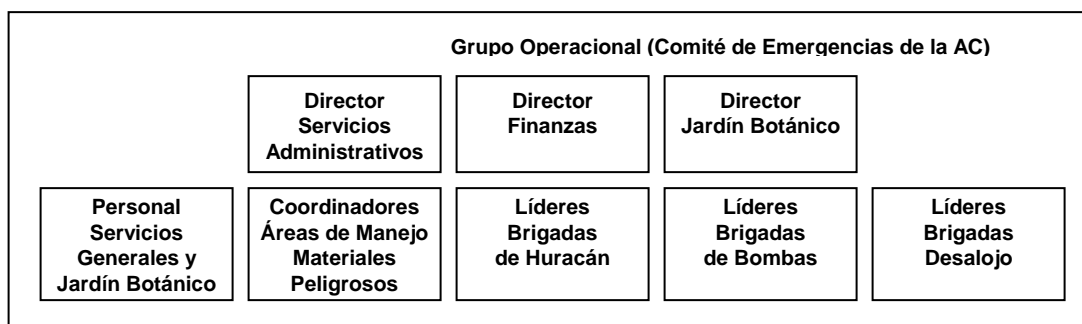 Grupo Operacional (Comité de Emergencias de la AC)
Director
Servicios
Administrativos
Director
Finanzas
Director
Jardín Botánico
Personal
Servicios
Generales y
Jardín Botánico
Coordinadores
Áreas de Manejo
Materiales
Peligrosos
Líderes
Brigadas
de Huracán
Líderes
Brigadas
de Bombas
Líderes
Brigadas
Desalojo